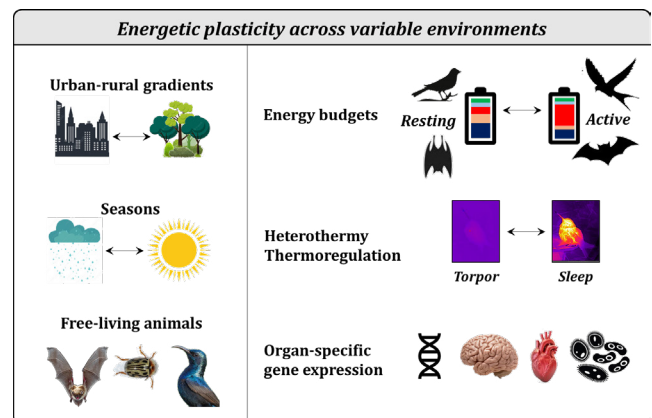 Energetic plasticity across variable environments
Urban-rural gradients
Seasons
Free-living animals
Energy budgets
Resting
Active
Heterothermy
Thermoregulation
Torpor
Sleep
Organ-specific
gene expression